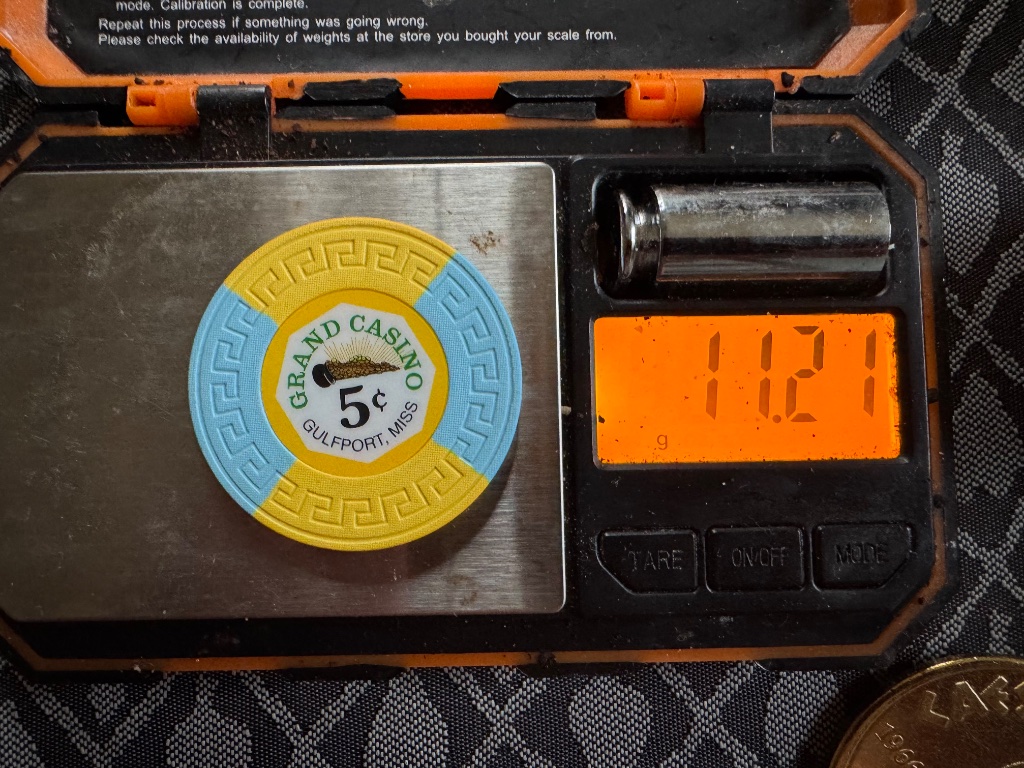 mode. Calibration is complete.
Repeat this process if something was going wrong.
Please check the availability of weights at the store you bought your scale from.
GRAND CASINO
5¢
GULFPORT, MISS
11.21
g
TARE
ON/OFF
MODE
1966